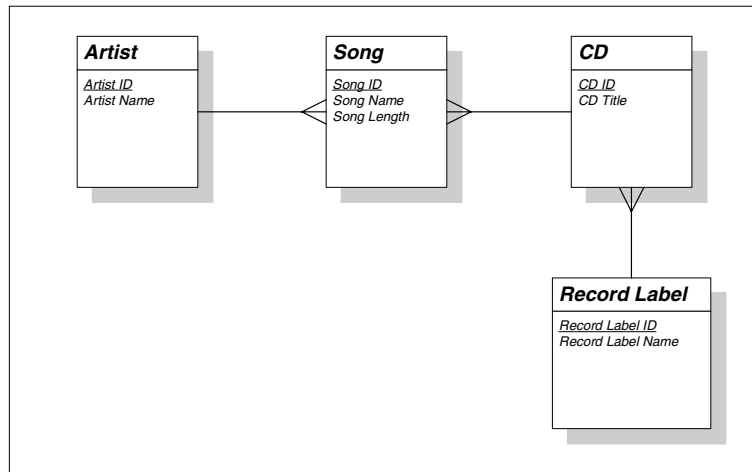 Artist
Artist ID
Artist Name
Song
Song ID
Song Name
Song Length
CD
CD ID
CD Title
Record Label
Record Label ID
Record Label Name